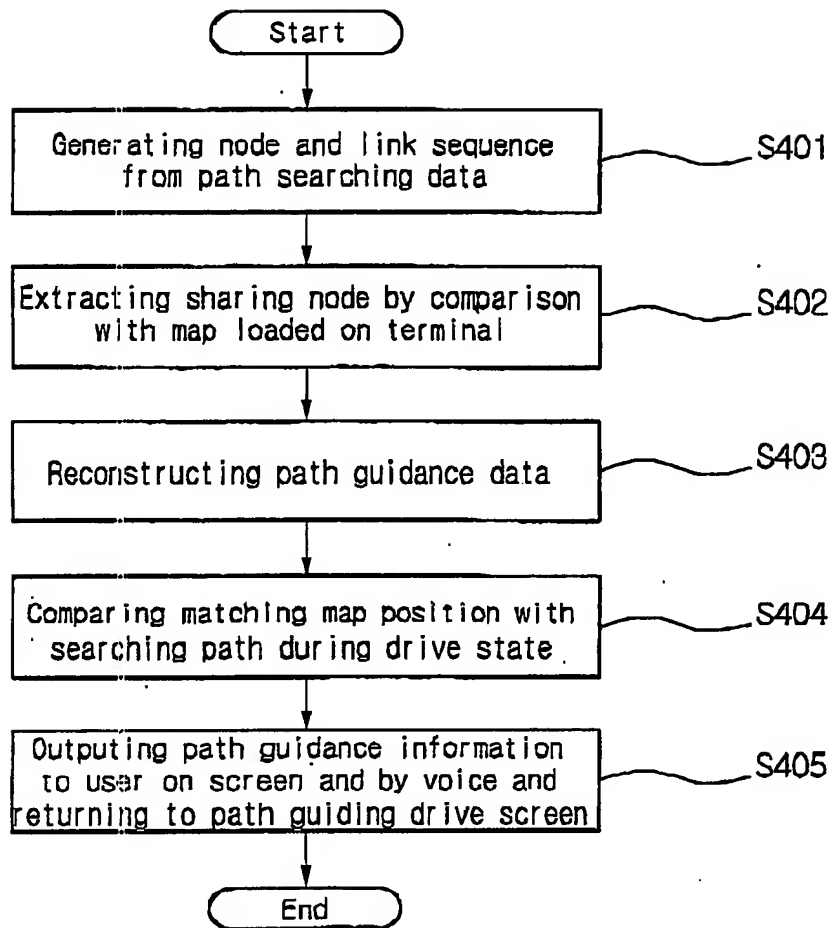 Start
Generating node and link sequence
from path searching data
S401
Extracting sharing node by comparison
with map loaded on terminal
S402
Reconstructing path guidance data
S403
Comparing matching map position with
searching path during drive state
S404
Outputing path guidance information
to user on screen and by voice and
returning to path guiding drive screen
S405
End